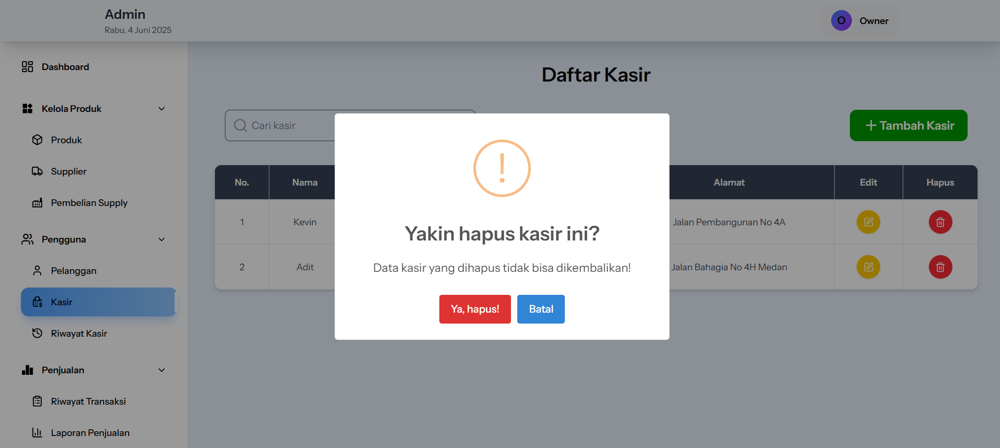 Admin
Rabu, 4 Juni 2025
O Owner
Dashboard
Kelola Produk
Produk
Supplier
Pembelian Supply
Pengguna
Pelanggan
Kasir
Riwayat Kasir
Penjualan
Riwayat Transaksi
Laporan Penjualan
Daftar Kasir
Cari kasir
+ Tambah Kasir
No. Nama Alamat Edit Hapus
1 Kevin Jalan Pembangunan No 4A
2 Adit Jalan Bahagia No 4H Medan
!
Yakin hapus kasir ini?
Data kasir yang dihapus tidak bisa dikembalikan!
Ya, hapus! Batal